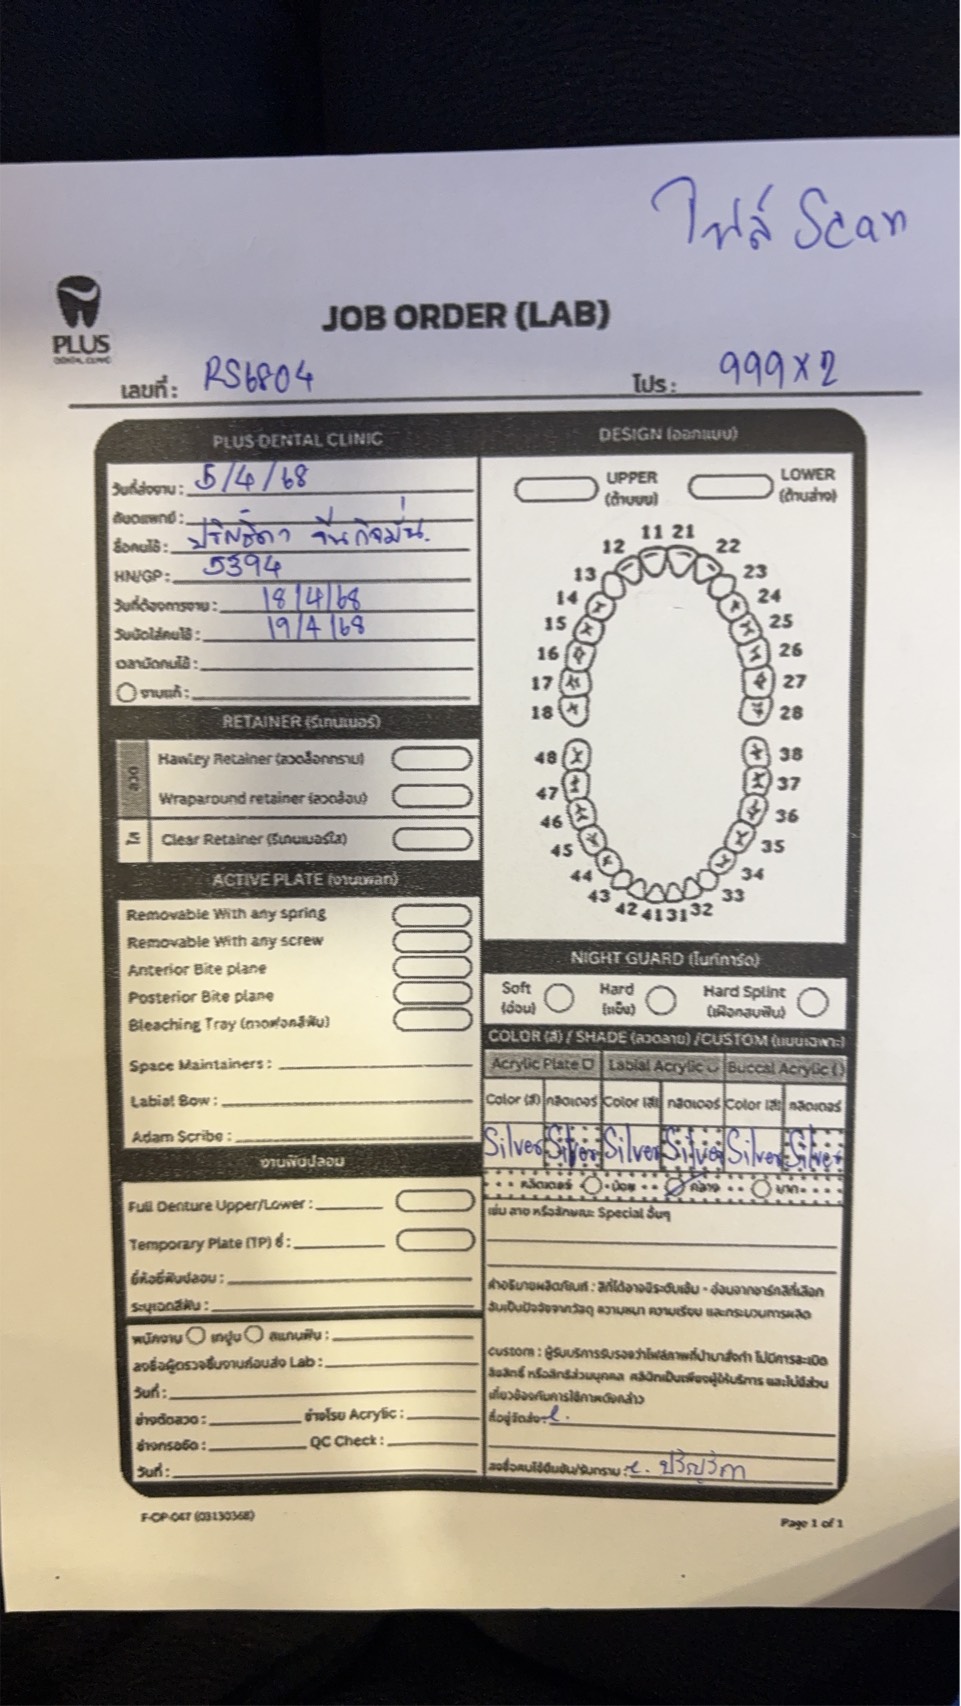 ไฟล์ Scan
PLUS
DENTAL CLINIC
JOB ORDER (LAB)
เลขที่ : RS6804
โปร : 999 x 2
PLUS DENTAL CLINIC
วันที่ส่งงาน : 5/4/68
ทันตแพทย์ :
ชื่อคนไข้ : จีนกิจมั่น.
HN/GP : 5394
วันที่ต้องการงาน : 18/4/68
วันนัดใส่คนไข้ : 19/4/68
เวลานัดคนไข้ :
งานแก้ :
RETAINER (รีเทนเนอร์)
ลวด
Hawley Retainer (ลวดล็อกกราม)
Wraparound retainer (ลวดล้อม)
ใส
Clear Retainer (รีเทนเนอร์ใส)
ACTIVE PLATE (งานเพลท)
Removable With any spring
Removable With any screw
Anterior Bite plane
Posterior Bite plane
Bleaching Tray (ถาดฟอกสีฟัน)
Space Maintainers :
Labial Bow :
Adam Scribe :
งานฟันปลอม
Full Denture Upper/Lower :
Temporary Plate (TP) ซี่ :
ยี่ห้อซี่ฟันปลอม :
ระบุเฉดสีฟัน :
พนักงาน เทปูน สแกนฟัน :
ลงชื่อผู้ตรวจชิ้นงานก่อนส่ง Lab :
วันที่ :
ช่างดัดลวด : ช่างโรย Acrylic :
ช่างกรอขัด : QC Check :
วันที่ :
DESIGN (ออกแบบ)
UPPER LOWER
(ด้านบน) (ด้านล่าง)
11 21
12 22
13 23
14 24
15 25
16 26
17 27
18 28
48 38
47 37
46 36
45 35
44 34
43 33
42 41 31 32
NIGHT GUARD (ไนท์การ์ด)
Soft Hard Hard Splint
(อ่อน) (แข็ง) (เฝือกสบฟัน)
COLOR (สี) / SHADE (ลวดลาย) /CUSTOM (แบบเฉพาะ)
Acrylic Plate Labial Acrylic Buccal Acrylic
Color (สี) กลิตเตอร์ Color (สี) กลิตเตอร์ Color (สี) กลิตเตอร์
Silver Silver Silver Silver Silver Silver
กลิตเตอร์ น้อย กลาง มาก
เช่น ลาย หรือลักษณะ Special อื่นๆ
คำอธิบายผลิตภัณฑ์ : สีที่ได้อาจมีระดับเข้ม - อ่อนจากชาร์ทสีที่เลือก
อันเป็นปัจจัยจากวัสดุ ความหนา ความเรียบ และกระบวนการผลิต
custom : ผู้รับบริการรับรองว่าไฟล์ภาพที่นำมาสั่งทำ ไม่มีการละเมิด
ลิขสิทธิ์ หรือสิทธิส่วนบุคคล คลินิกเป็นเพียงผู้ให้บริการ และไม่มีส่วน
เกี่ยวข้องกับการใช้ภาพดังกล่าว
ที่อยู่จัดส่ง :
ลงชื่อคนไข้ยืนยัน/รับทราบ :
F-OP-047 (03130368)
Page 1 of 1